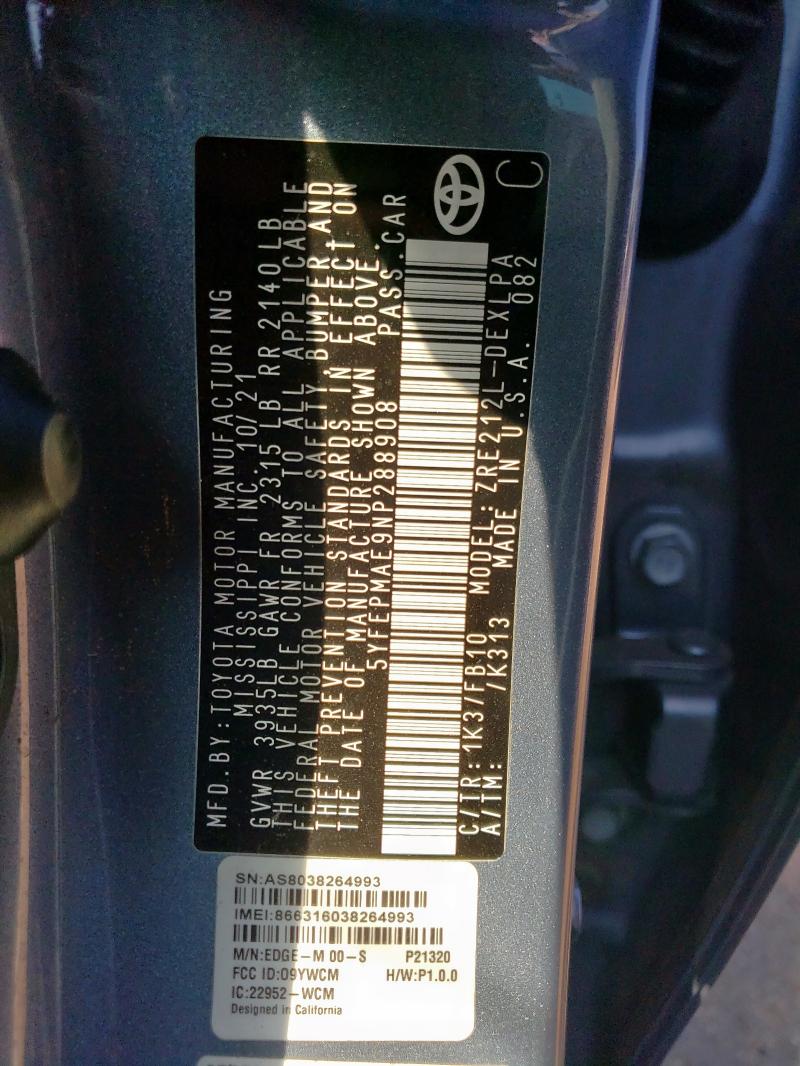 MFD.BY:TOYOTA MOTOR MANUFACTURING
MISSISSIPPI INC. 10/21
GVWR 3935LB GAWR FR 2315 LB RR 2140 LB
THIS VEHICLE CONFORMS TO ALL APPLICABLE
FEDERAL MOTOR VEHICLE SAFETY, BUMPER, AND
THEFT PREVENTION STANDARDS IN EFFECT ON
THE DATE OF MANUFACTURE SHOWN ABOVE.
5YFEPMAE9NP288908 PASS.CAR
C/TR: 1K3/FB10 MODEL: ZRE212L-DEXLPA
A/TM: /K313 MADE IN U.S.A. 082
C
SN:AS8038264993
IMEI:866316038264993
M/N:EDGE-M 00-S P21320
FCC ID:O9YWCM H/W:P1.0.0
IC:22952-WCM
Designed in California